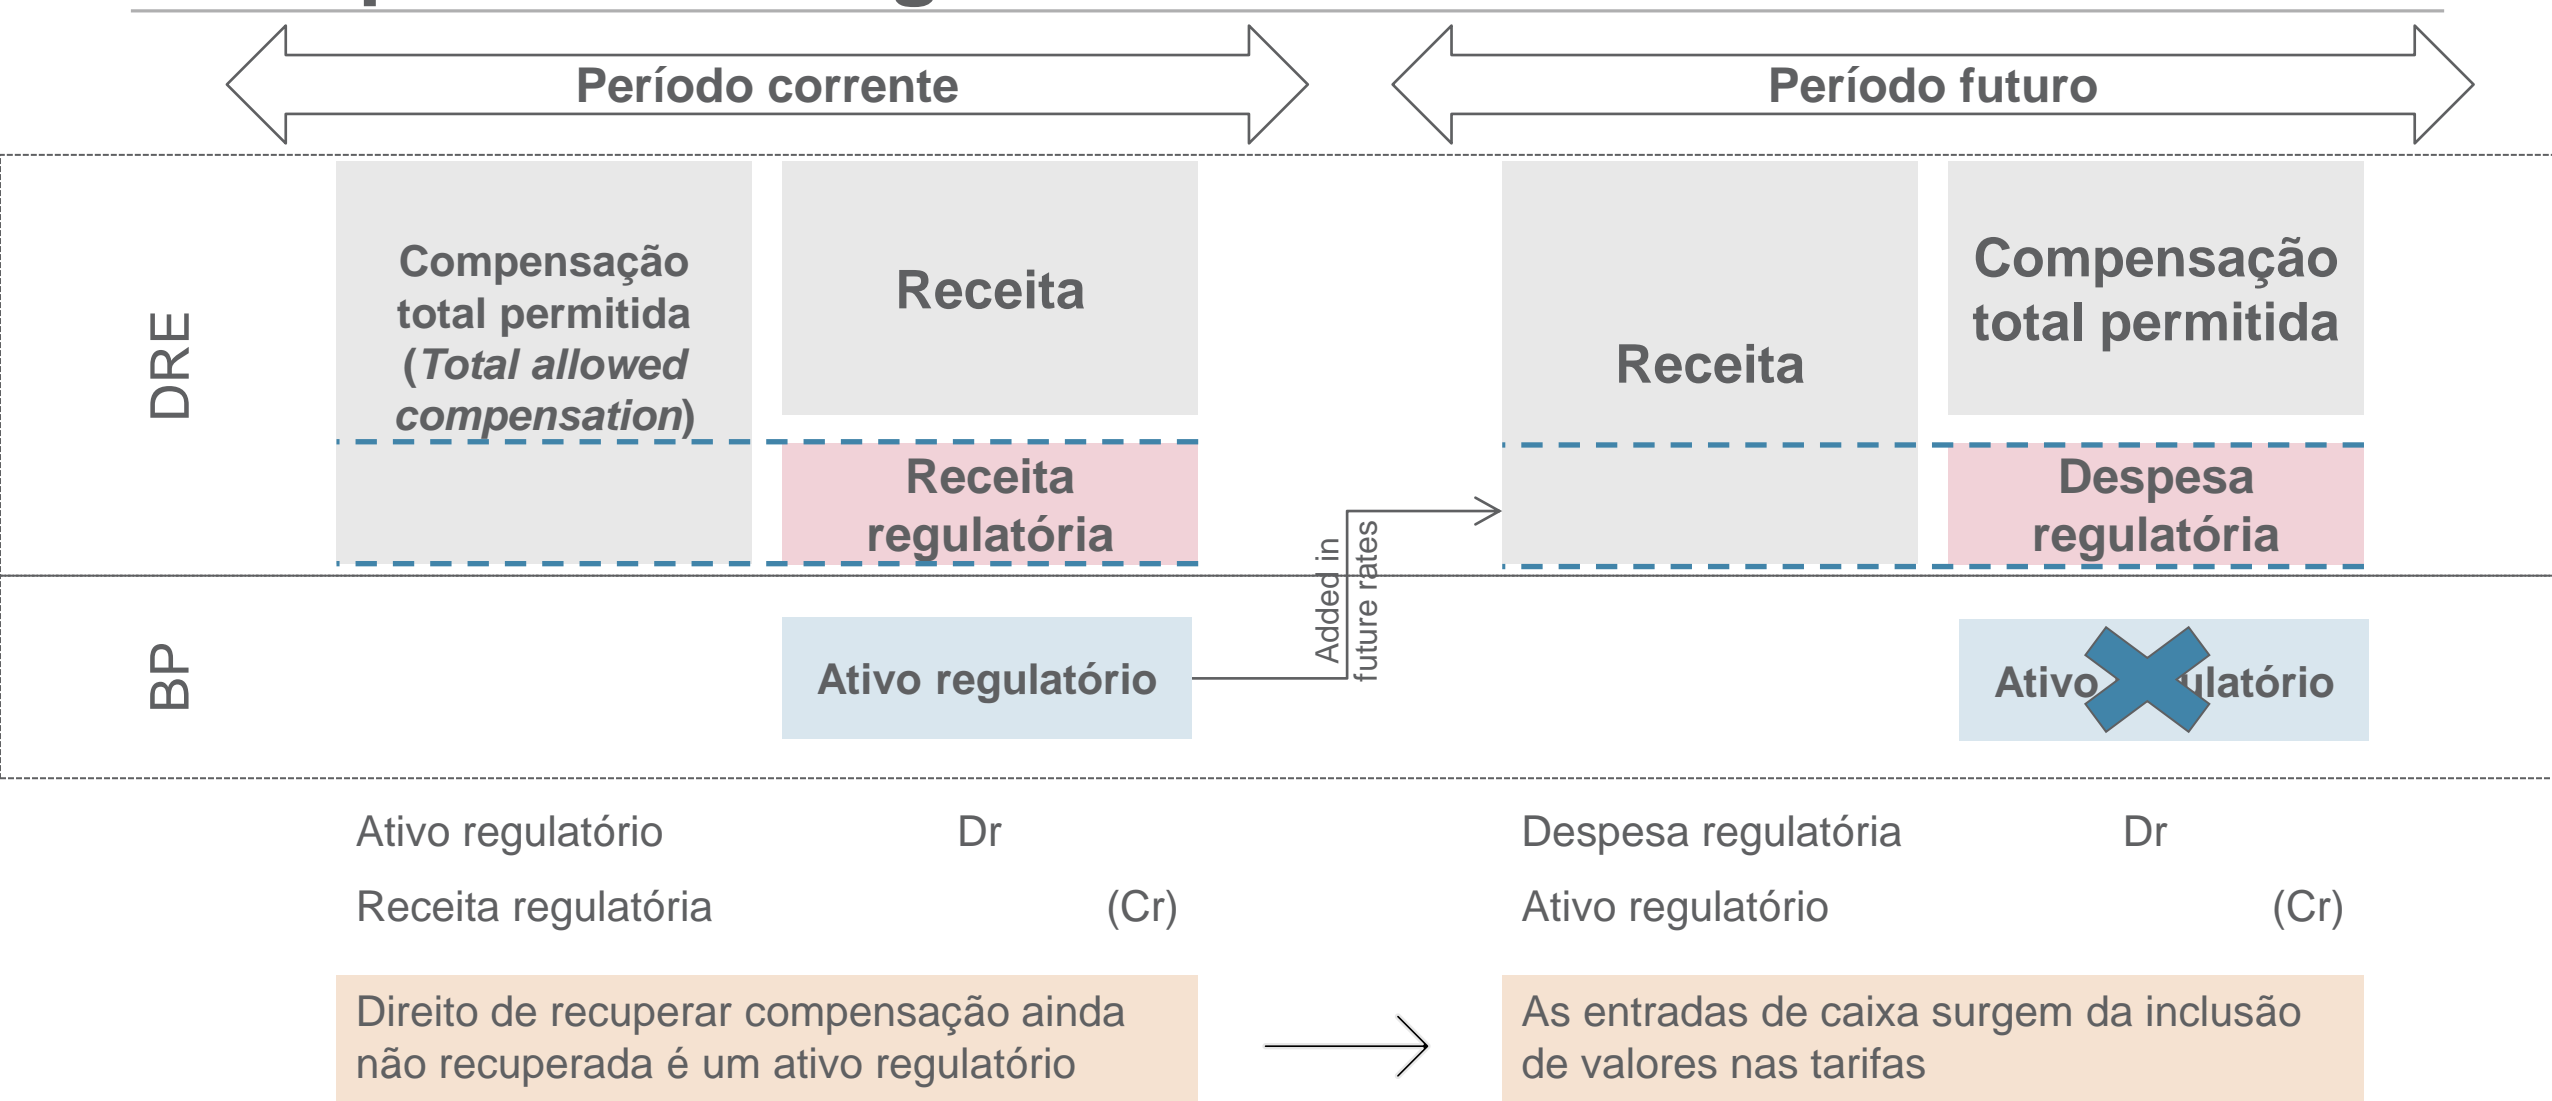 Período corrente
Período futuro
DRE
Compensação
total permitida
(Total allowed
compensation)
Receita
Receita
regulatória
Added in
future rates
Receita
Compensação
total permitida
Despesa
regulatória
BP
Ativo regulatório
Ativo
Ativo regulatório Dr
Receita regulatória (Cr)
Despesa regulatória Dr
Ativo regulatório (Cr)
Direito de recuperar compensação ainda
não recuperada é um ativo regulatório
As entradas de caixa surgem da inclusão
de valores nas tarifas